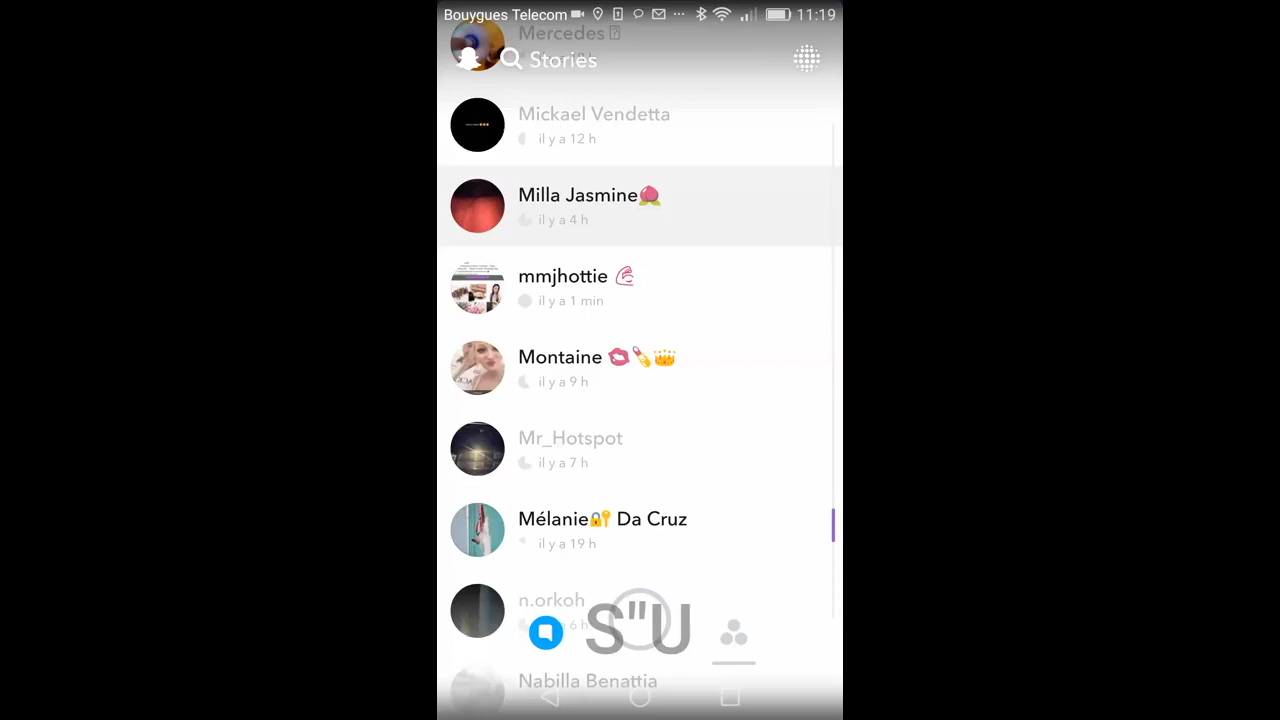 Bouygues Telecom 11:19
Mercedes
Stories
Mickael Vendetta
il y a 12 h
Milla Jasmine🍑
il y a 4 h
mmjhottie 💪
il y a 1 min
Montaine 💋💄👑
il y a 9 h
Mr_Hotspot
il y a 7 h
Mélanie🔐 Da Cruz
il y a 19 h
n.orkoh
6 h
S"U
Nabilla Benattia